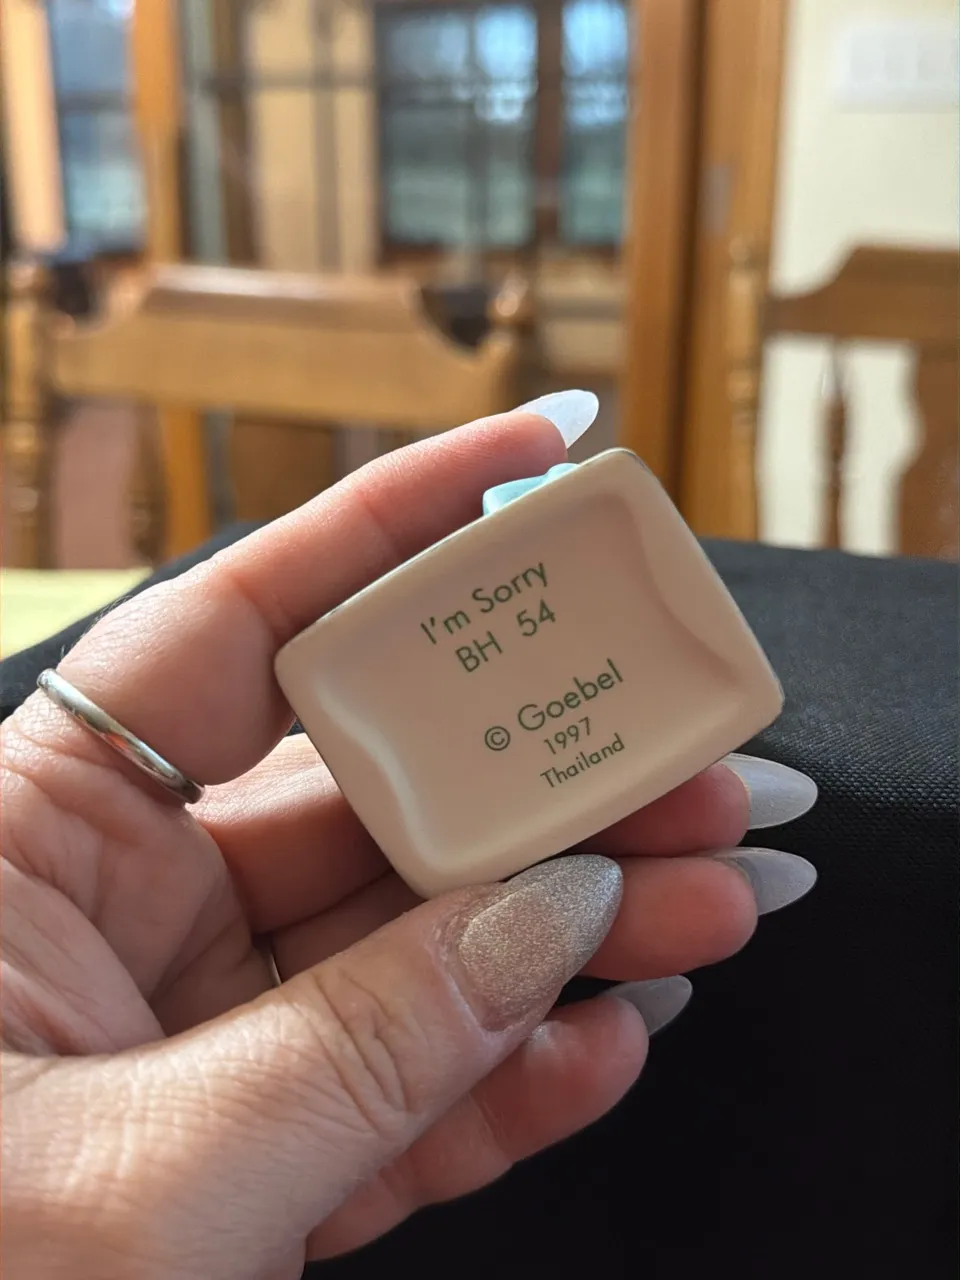 I'm Sorry
BH 54
© Goebel
1997
Thailand